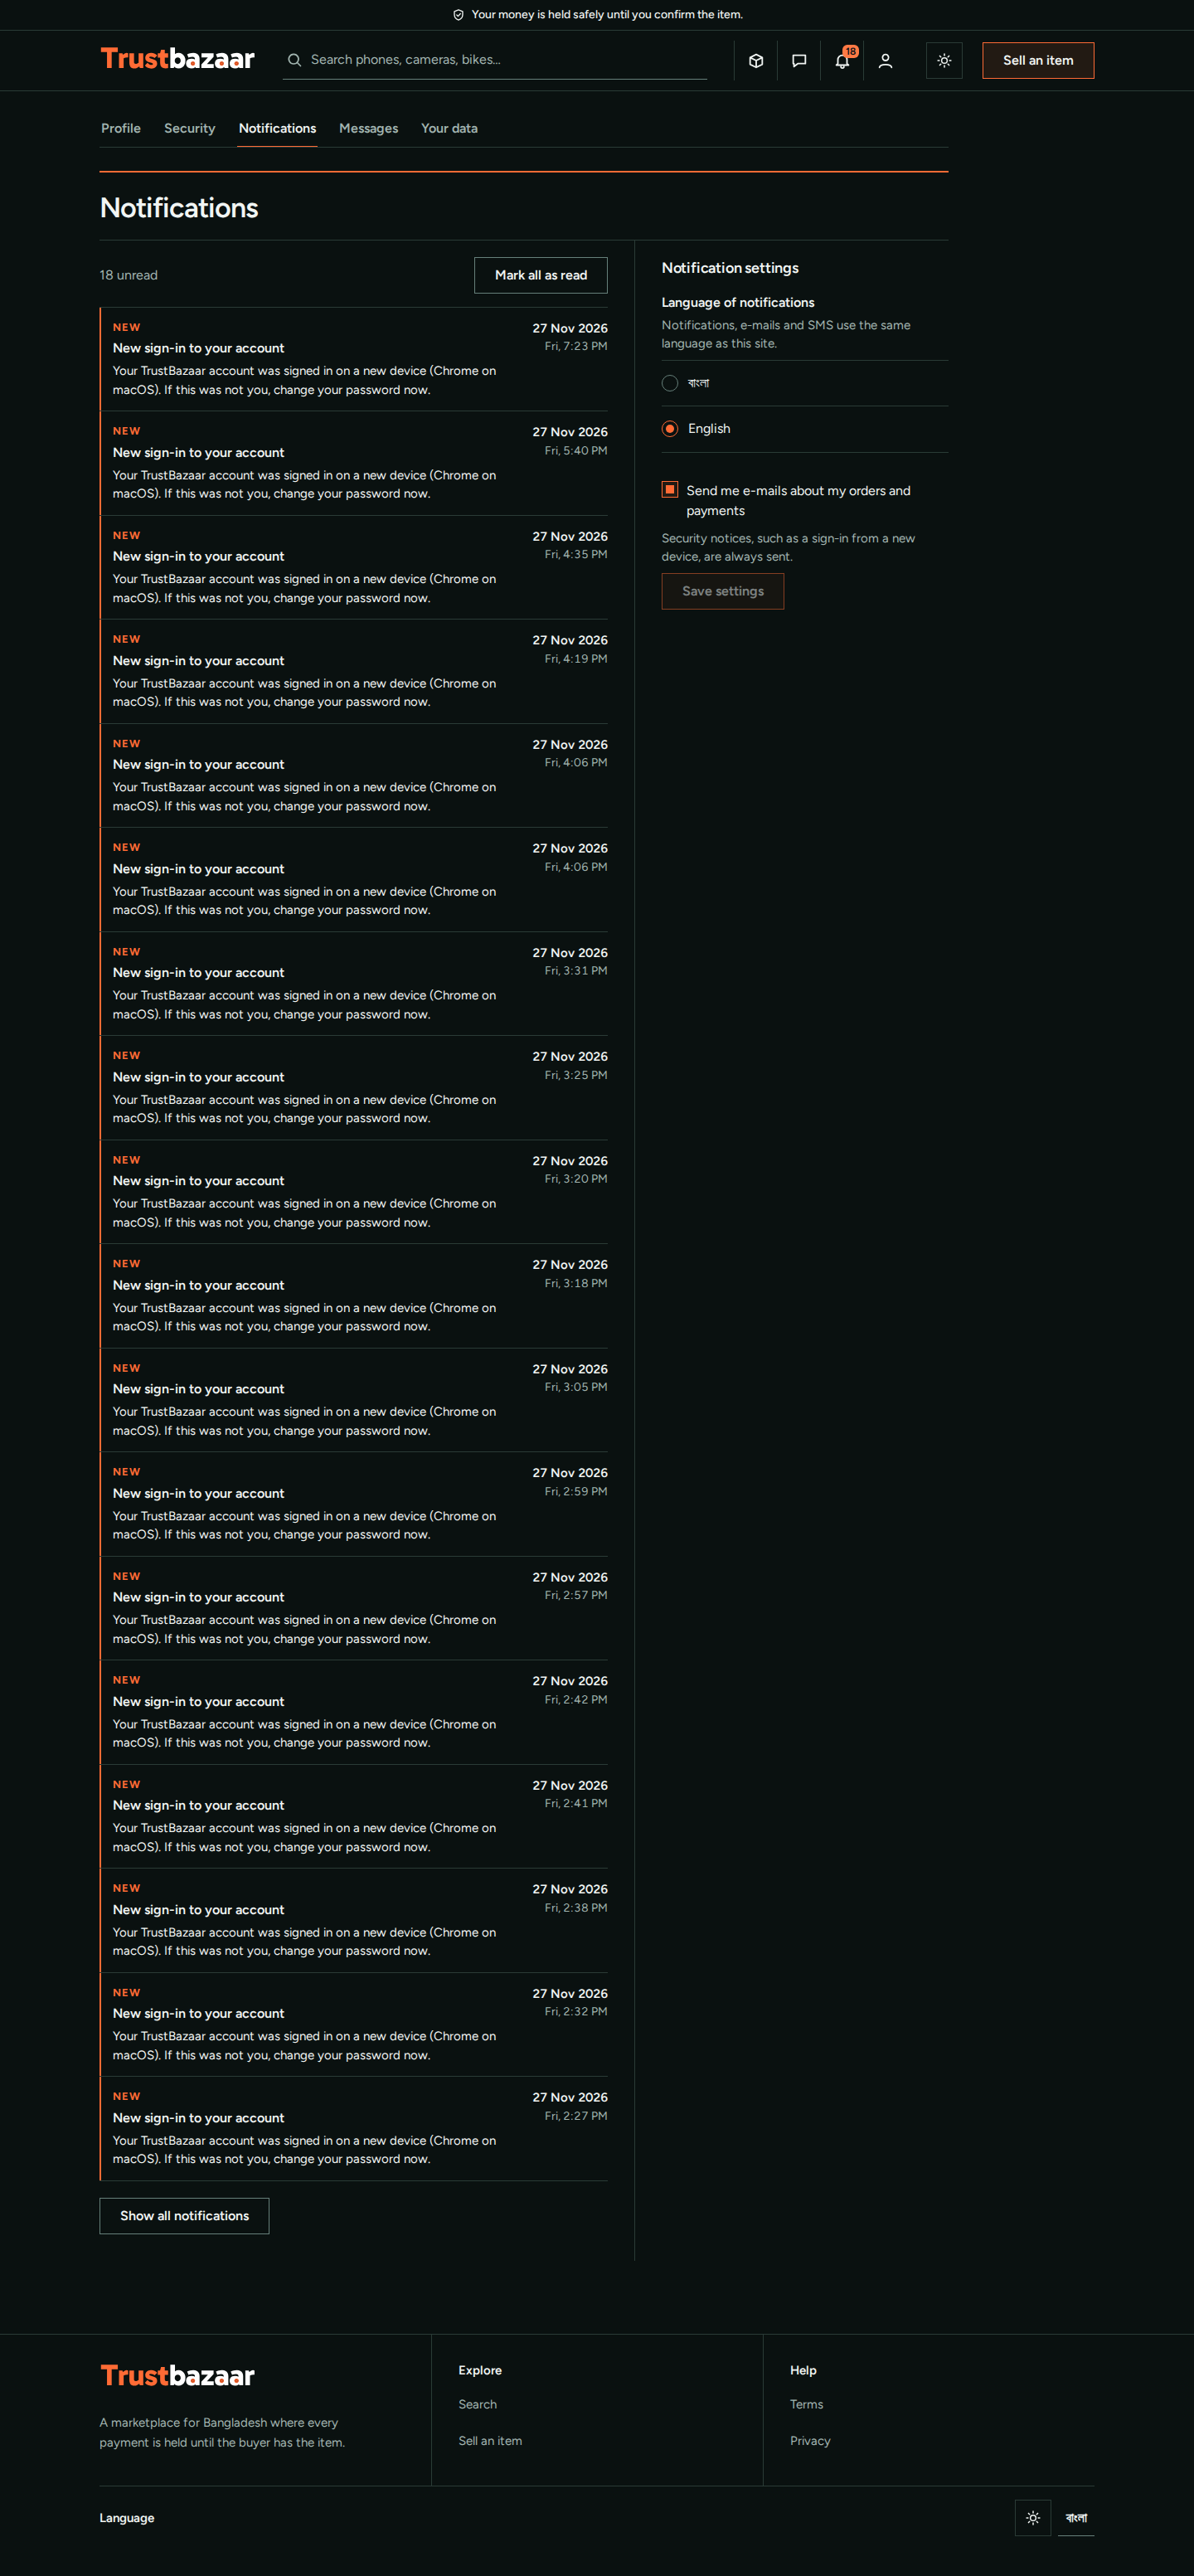 Your money is held safely until you confirm the item.
Trustbazaar
Search phones, cameras, bikes...
18
Sell an item
Profile
Security
Notifications
Messages
Your data
Notifications
18 unread
Mark all as read
NEW
27 Nov 2026
New sign-in to your account
Fri, 7:23 PM
Your TrustBazaar account was signed in on a new device (Chrome on
macOS). If this was not you, change your password now.
NEW
27 Nov 2026
New sign-in to your account
Fri, 5:40 PM
Your TrustBazaar account was signed in on a new device (Chrome on
macOS). If this was not you, change your password now.
NEW
27 Nov 2026
New sign-in to your account
Fri, 4:35 PM
Your TrustBazaar account was signed in on a new device (Chrome on
macOS). If this was not you, change your password now.
NEW
27 Nov 2026
New sign-in to your account
Fri, 4:19 PM
Your TrustBazaar account was signed in on a new device (Chrome on
macOS). If this was not you, change your password now.
NEW
27 Nov 2026
New sign-in to your account
Fri, 4:06 PM
Your TrustBazaar account was signed in on a new device (Chrome on
macOS). If this was not you, change your password now.
NEW
27 Nov 2026
New sign-in to your account
Fri, 4:06 PM
Your TrustBazaar account was signed in on a new device (Chrome on
macOS). If this was not you, change your password now.
NEW
27 Nov 2026
New sign-in to your account
Fri, 3:31 PM
Your TrustBazaar account was signed in on a new device (Chrome on
macOS). If this was not you, change your password now.
NEW
27 Nov 2026
New sign-in to your account
Fri, 3:25 PM
Your TrustBazaar account was signed in on a new device (Chrome on
macOS). If this was not you, change your password now.
NEW
27 Nov 2026
New sign-in to your account
Fri, 3:20 PM
Your TrustBazaar account was signed in on a new device (Chrome on
macOS). If this was not you, change your password now.
NEW
27 Nov 2026
New sign-in to your account
Fri, 3:18 PM
Your TrustBazaar account was signed in on a new device (Chrome on
macOS). If this was not you, change your password now.
NEW
27 Nov 2026
New sign-in to your account
Fri, 3:05 PM
Your TrustBazaar account was signed in on a new device (Chrome on
macOS). If this was not you, change your password now.
NEW
27 Nov 2026
New sign-in to your account
Fri, 2:59 PM
Your TrustBazaar account was signed in on a new device (Chrome on
macOS). If this was not you, change your password now.
NEW
27 Nov 2026
New sign-in to your account
Fri, 2:57 PM
Your TrustBazaar account was signed in on a new device (Chrome on
macOS). If this was not you, change your password now.
NEW
27 Nov 2026
New sign-in to your account
Fri, 2:42 PM
Your TrustBazaar account was signed in on a new device (Chrome on
macOS). If this was not you, change your password now.
NEW
27 Nov 2026
New sign-in to your account
Fri, 2:41 PM
Your TrustBazaar account was signed in on a new device (Chrome on
macOS). If this was not you, change your password now.
NEW
27 Nov 2026
New sign-in to your account
Fri, 2:38 PM
Your TrustBazaar account was signed in on a new device (Chrome on
macOS). If this was not you, change your password now.
NEW
27 Nov 2026
New sign-in to your account
Fri, 2:32 PM
Your TrustBazaar account was signed in on a new device (Chrome on
macOS). If this was not you, change your password now.
NEW
27 Nov 2026
New sign-in to your account
Fri, 2:27 PM
Your TrustBazaar account was signed in on a new device (Chrome on
macOS). If this was not you, change your password now.
Show all notifications
Notification settings
Language of notifications
Notifications, e-mails and SMS use the same
language as this site.
বাংলা
English
Send me e-mails about my orders and
payments
Security notices, such as a sign-in from a new
device, are always sent.
Save settings
Trustbazaar
A marketplace for Bangladesh where every
payment is held until the buyer has the item.
Explore
Search
Sell an item
Help
Terms
Privacy
Language
বাংলা